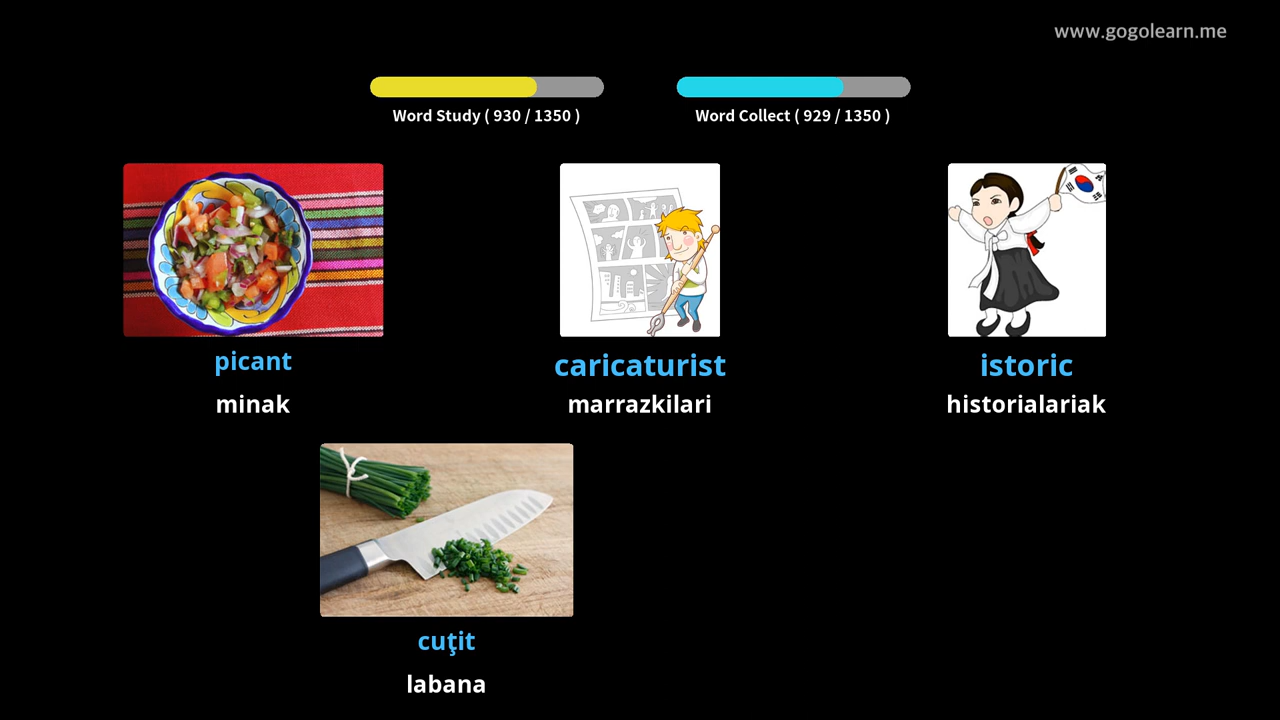 www.gogolearn.me
Word Study ( 930 / 1350 )
Word Collect ( 929 / 1350 )
picant
caricaturist
istoric
minak
marrazkilari
historialariak
cuţit
labana